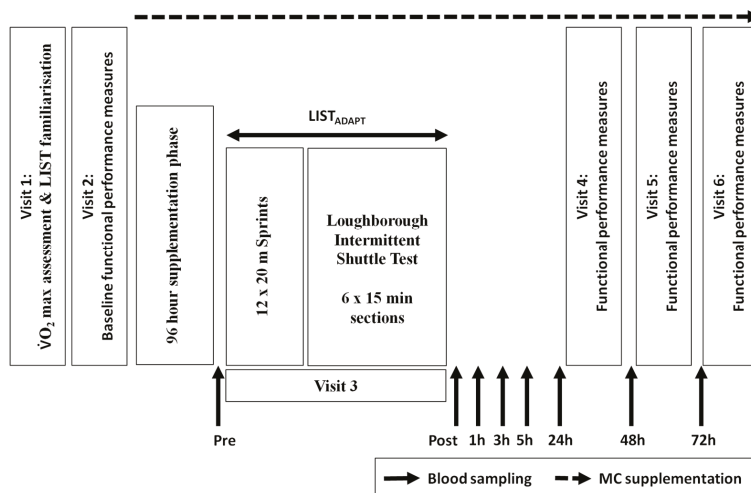 LIST_ADAPT
Visit 1:
V̇O₂ max assessment & LIST familiarisation
Visit 2:
Baseline functional performance measures
96 hour supplementation phase
12 x 20 m Sprints
Loughborough
Intermittent
Shuttle Test
6 x 15 min
sections
Visit 3
Visit 4:
Functional performance measures
Visit 5:
Functional performance measures
Visit 6:
Functional performance measures
Pre
Post
1h
3h
5h
24h
48h
72h
Blood sampling
MC supplementation